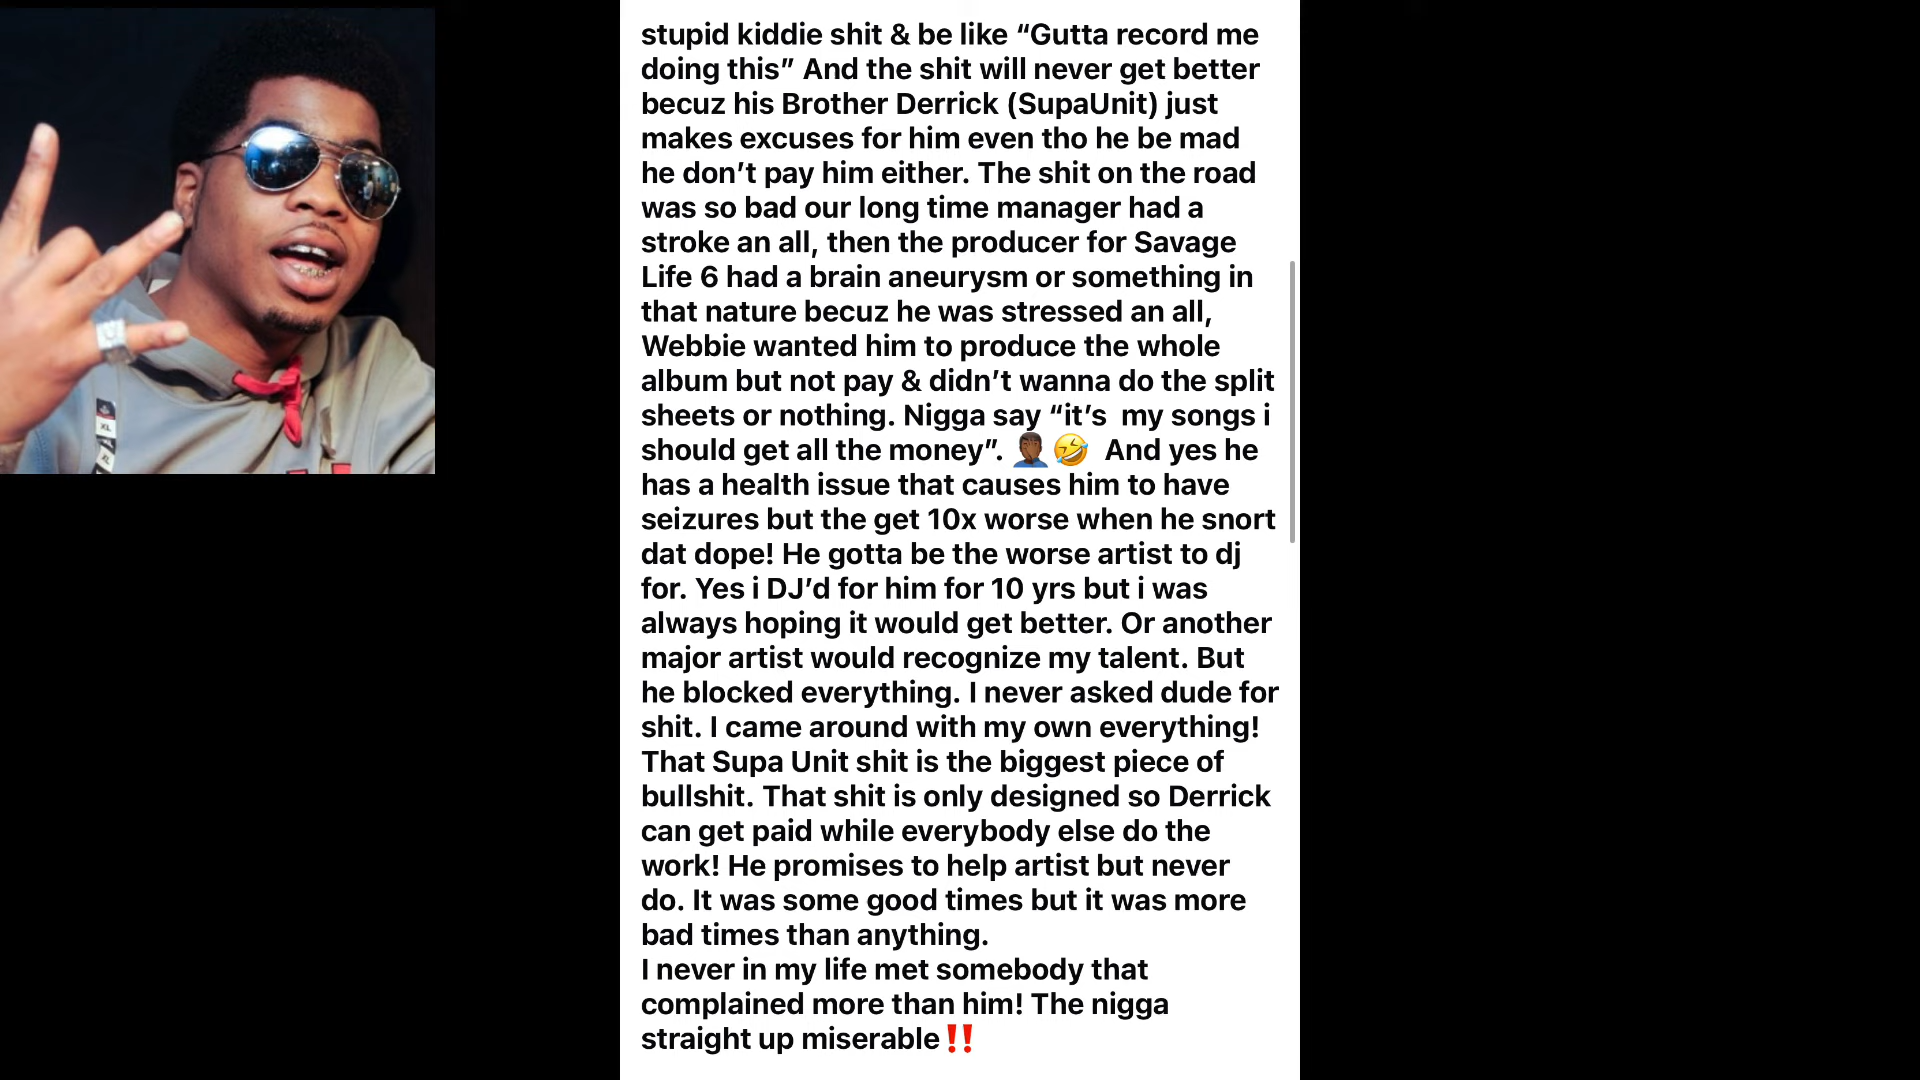 stupid kiddie shit & be like “Gutta record me
doing this” And the shit will never get better
becuz his Brother Derrick (SupaUnit) just
makes excuses for him even tho he be mad
he don’t pay him either. The shit on the road
was so bad our long time manager had a
stroke an all, then the producer for Savage
Life 6 had a brain aneurysm or something in
that nature becuz he was stressed an all,
Webbie wanted him to produce the whole
album but not pay & didn’t wanna do the split
sheets or nothing. Nigga say “it’s  my songs i
should get all the money”. 🤦🏾‍♂️🤣  And yes he
has a health issue that causes him to have
seizures but the get 10x worse when he snort
dat dope! He gotta be the worse artist to dj
for. Yes i DJ’d for him for 10 yrs but i was
always hoping it would get better. Or another
major artist would recognize my talent. But
he blocked everything. I never asked dude for
shit. I came around with my own everything!
That Supa Unit shit is the biggest piece of
bullshit. That shit is only designed so Derrick
can get paid while everybody else do the
work! He promises to help artist but never
do. It was some good times but it was more
bad times than anything.
I never in my life met somebody that
complained more than him! The nigga
straight up miserable‼️
XL
XL